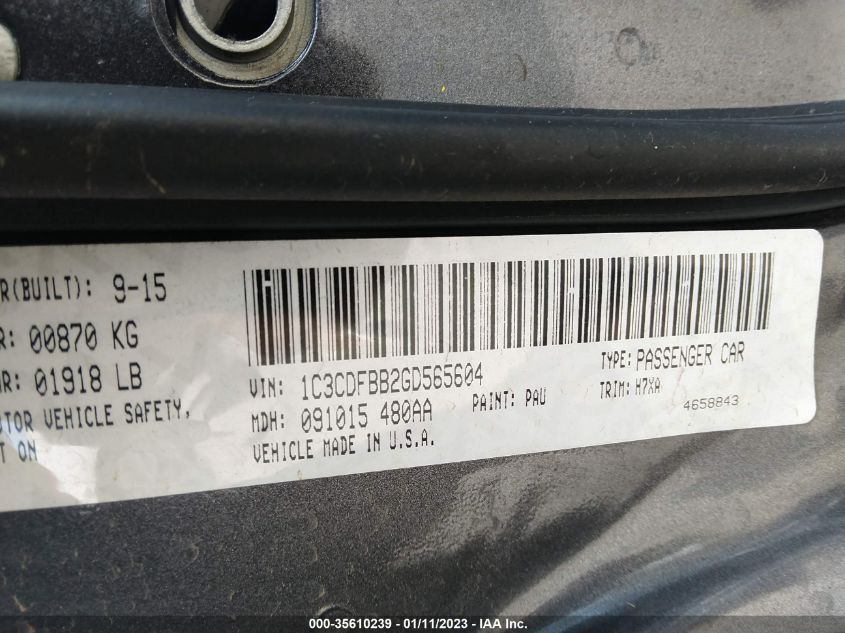 R(BUILT): 9-15
R: 00870 KG
R: 01918 LB
TOR VEHICLE SAFETY,
T ON
VIN: 1C3CDFBB2GD565604
TYPE: PASSENGER CAR
MDH: 091015 480AA
PAINT: PAU
TRIM: H7XA
4658843
VEHICLE MADE IN U.S.A.
000-35610239 - 01/11/2023 - IAA Inc.